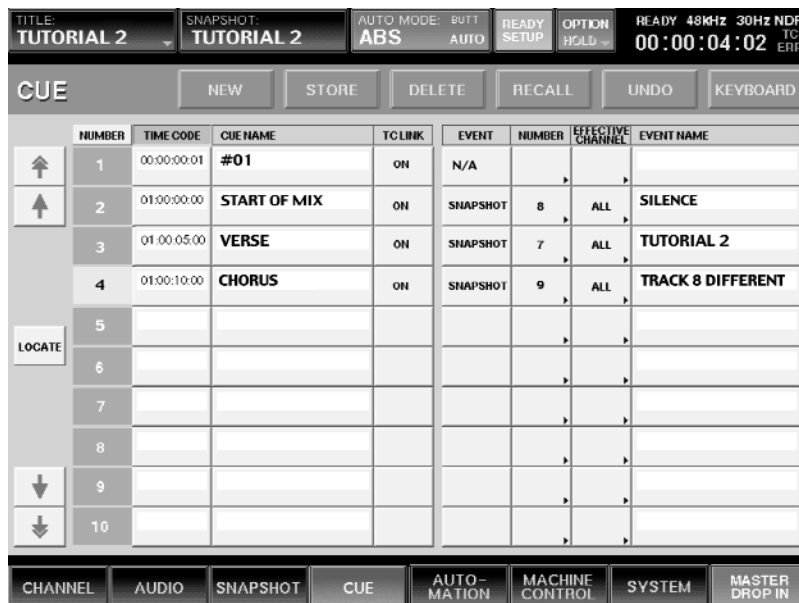 TITLE: SNAPSHOT: AUTO MODE: BUTT READY SETUP OPTION HOLD READY 48kHz 30Hz NDF
TUTORIAL 2 TUTORIAL 2 ABS AUTO 00:00:04:02 TC ERR
CUE NEW STORE DELETE RECALL UNDO KEYBOARD
NUMBER TIME CODE CUE NAME TC LINK EVENT NUMBER EFFECTIVE CHANNEL EVENT NAME
1 00:00:00:01 #01 ON N/A
2 01:00:00:00 START OF MIX ON SNAPSHOT 8 ALL SILENCE
3 01:00:05:00 VERSE ON SNAPSHOT 7 ALL TUTORIAL 2
4 01:00:10:00 CHORUS ON SNAPSHOT 9 ALL TRACK 8 DIFFERENT
5
LOCATE
6
7
8
9
10
CHANNEL AUDIO SNAPSHOT CUE AUTO-MATION MACHINE CONTROL SYSTEM MASTER DROP IN